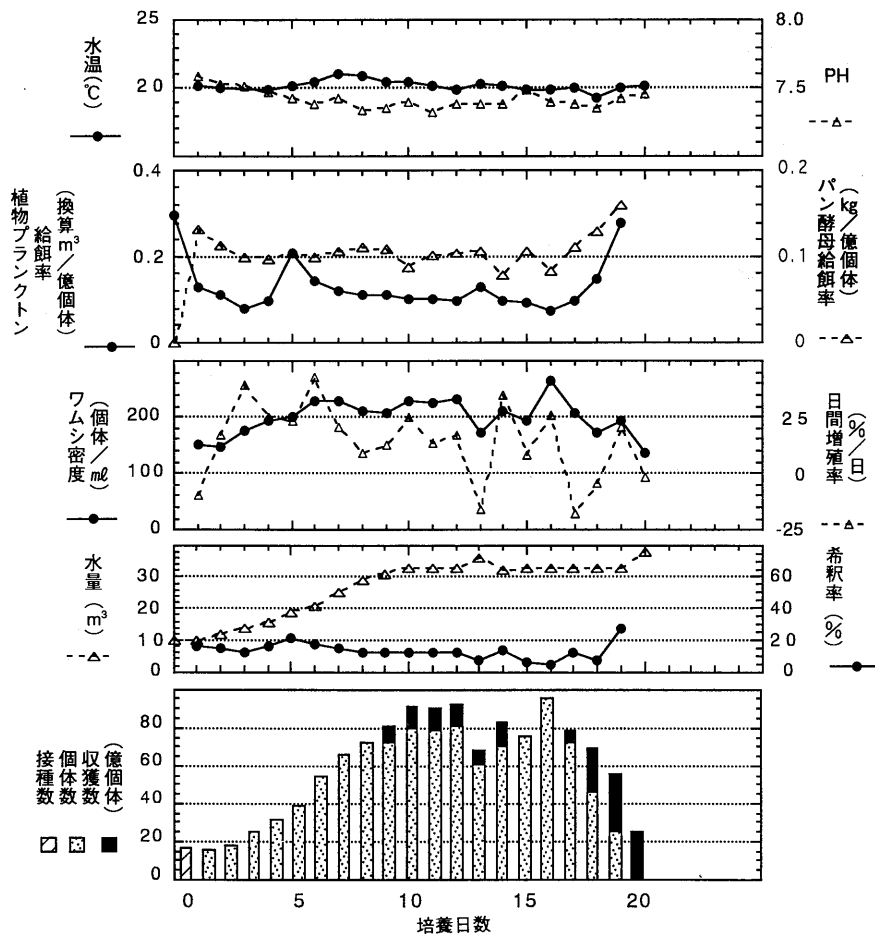 水温(℃)
25
20
8.0
7.5
PH
植物プランクトン
給餌率
(換算m³/億個体)
0.4
0.2
0
0.2
0.1
0
パン酵母給餌率
(kg/億個体)
ワムシ密度
(個体/ml)
200
100
0
2.5
0
-25
日間増殖率
(%/日)
水量(m³)
30
20
10
0
60
40
20
0
希釈率(%)
接種数
個体数
収獲数
(億個体)
80
60
40
20
0
0
5
10
15
20
培養日数